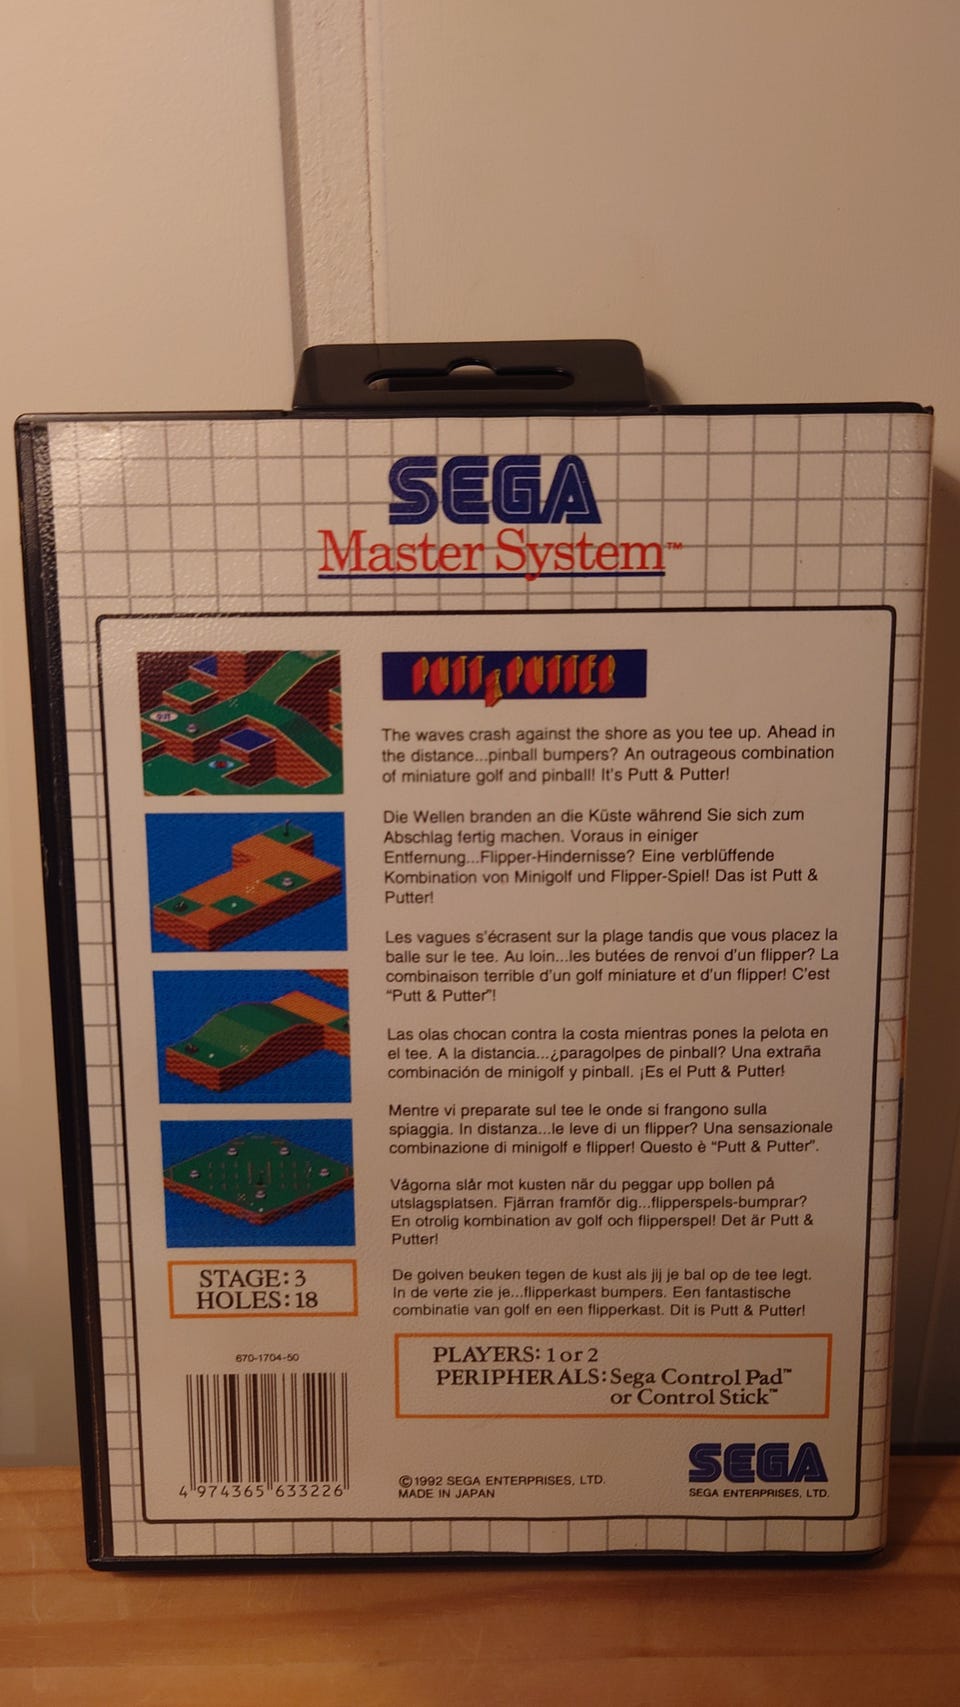 SEGA
Master System™
PUTT & PUTTER
The waves crash against the shore as you tee up. Ahead in
the distance...pinball bumpers? An outrageous combination
of miniature golf and pinball! It's Putt & Putter!
Die Wellen branden an die Küste während Sie sich zum
Abschlag fertig machen. Voraus in einiger
Entfernung...Flipper-Hindernisse? Eine verblüffende
Kombination von Minigolf und Flipper-Spiel! Das ist Putt &
Putter!
Les vagues s'écrasent sur la plage tandis que vous placez la
balle sur le tee. Au loin...les butées de renvoi d'un flipper? La
combinaison terrible d'un golf miniature et d'un flipper! C'est
“Putt & Putter”!
Las olas chocan contra la costa mientras pones la pelota en
el tee. A la distancia...¿paragolpes de pinball? Una extraña
combinación de minigolf y pinball. ¡Es el Putt & Putter!
Mentre vi preparate sul tee le onde si frangono sulla
spiaggia. In distanza...le leve di un flipper? Una sensazionale
combinazione di minigolf e flipper! Questo è “Putt & Putter”.
Vågorna slår mot kusten när du peggar upp bollen på
utslagsplatsen. Fjärran framför dig...flipperspels-bumprar?
En otrolig kombination av golf och flipperspel! Det är Putt &
Putter!
De golven beuken tegen de kust als jij je bal op de tee legt.
In de verte zie je...flipperkast bumpers. Een fantastische
combinatie van golf en een flipperkast. Dit is Putt & Putter!
STAGE: 3
HOLES: 18
PLAYERS: 1 or 2
PERIPHERALS: Sega Control Pad™
or Control Stick™
670-1704-50
4 974365 633226
©1992 SEGA ENTERPRISES, LTD.
MADE IN JAPAN
SEGA
SEGA ENTERPRISES, LTD.